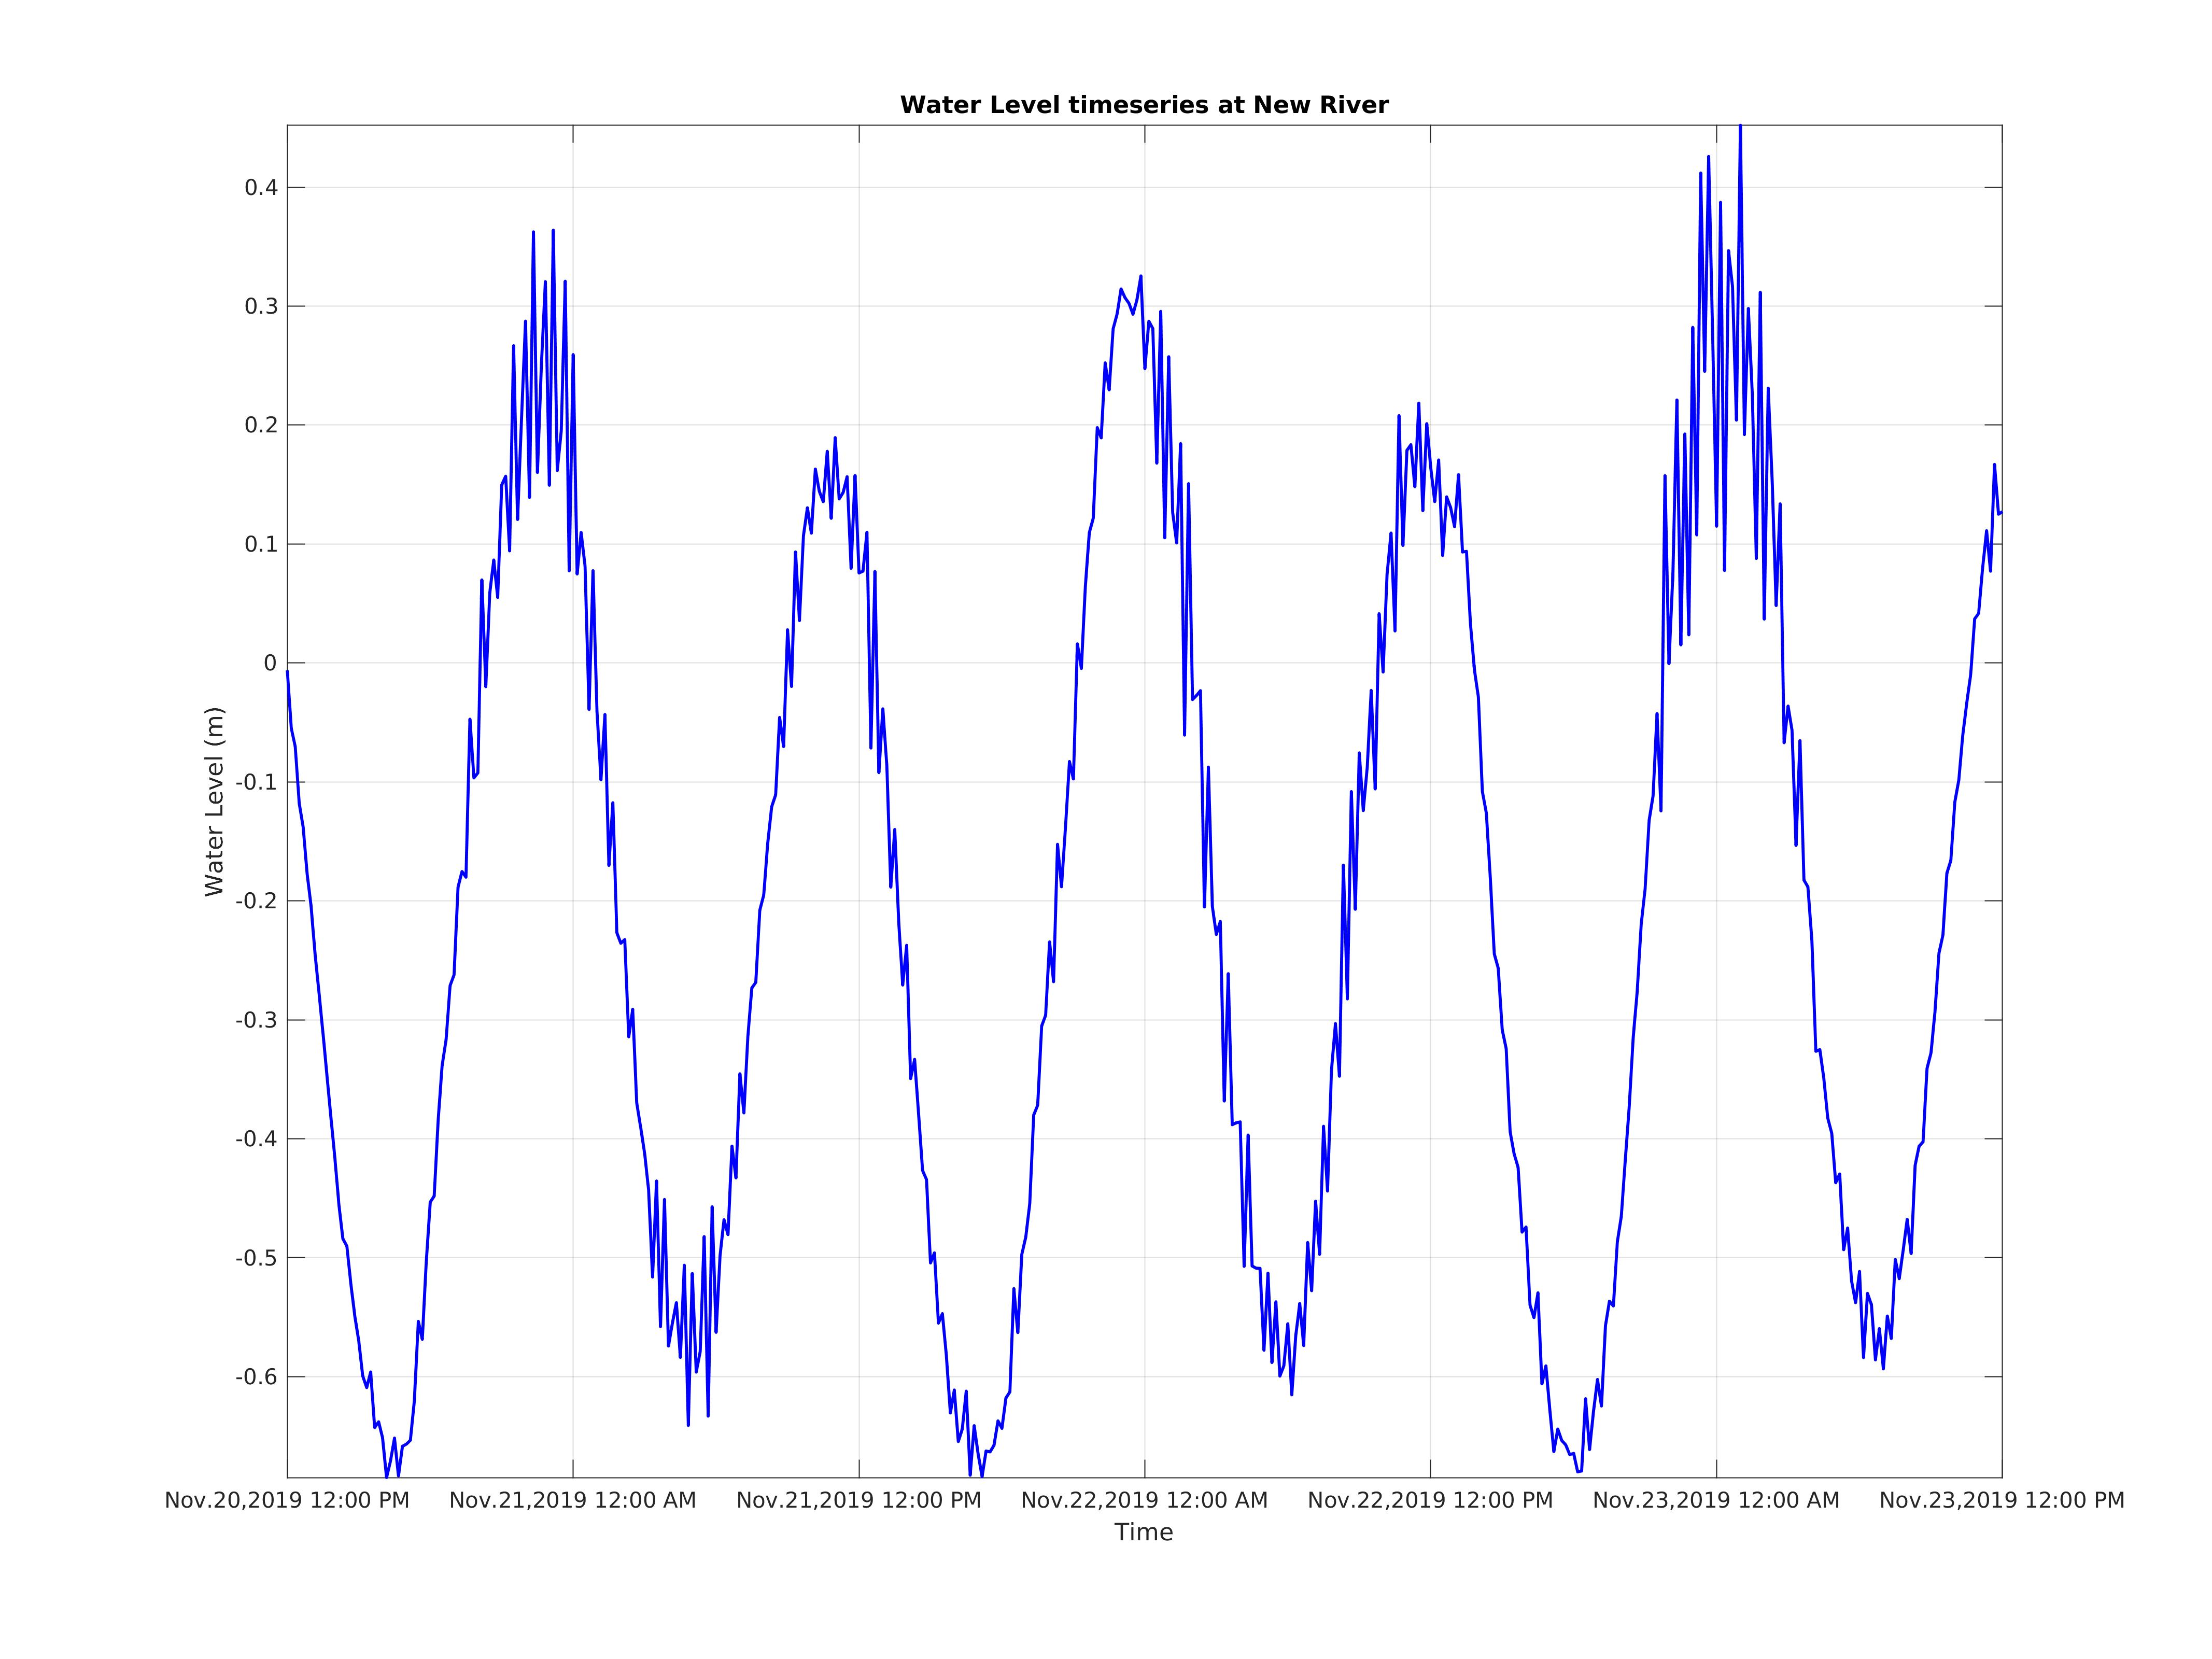 Water Level timeseries at New River
0.4
0.3
0.2
0.1
0
-0.1
-0.2
-0.3
-0.4
-0.5
-0.6
Water Level (m)
Nov.20,2019 12:00 PM Nov.21,2019 12:00 AM Nov.21,2019 12:00 PM Nov.22,2019 12:00 AM Nov.22,2019 12:00 PM Nov.23,2019 12:00 AM Nov.23,2019 12:00 PM
Time